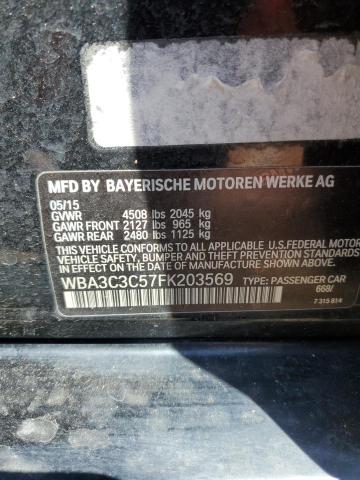 MFD BY BAYERISCHE MOTOREN WERKE AG
05/15
GVWR 4508 lbs 2045 kg
GAWR FRONT 2127 lbs 965 kg
GAWR REAR 2480 lbs 1125 kg
THIS VEHICLE CONFORMS TO ALL APPLICABLE U.S. FEDERAL MOTOR
VEHICLE SAFETY, BUMPER AND THEFT PREVENTION STANDARDS
IN EFFECT ON THE DATE OF MANUFACTURE SHOWN ABOVE.
WBA3C3C57FK203569 TYPE: PASSENGER CAR
668/
7 315 814